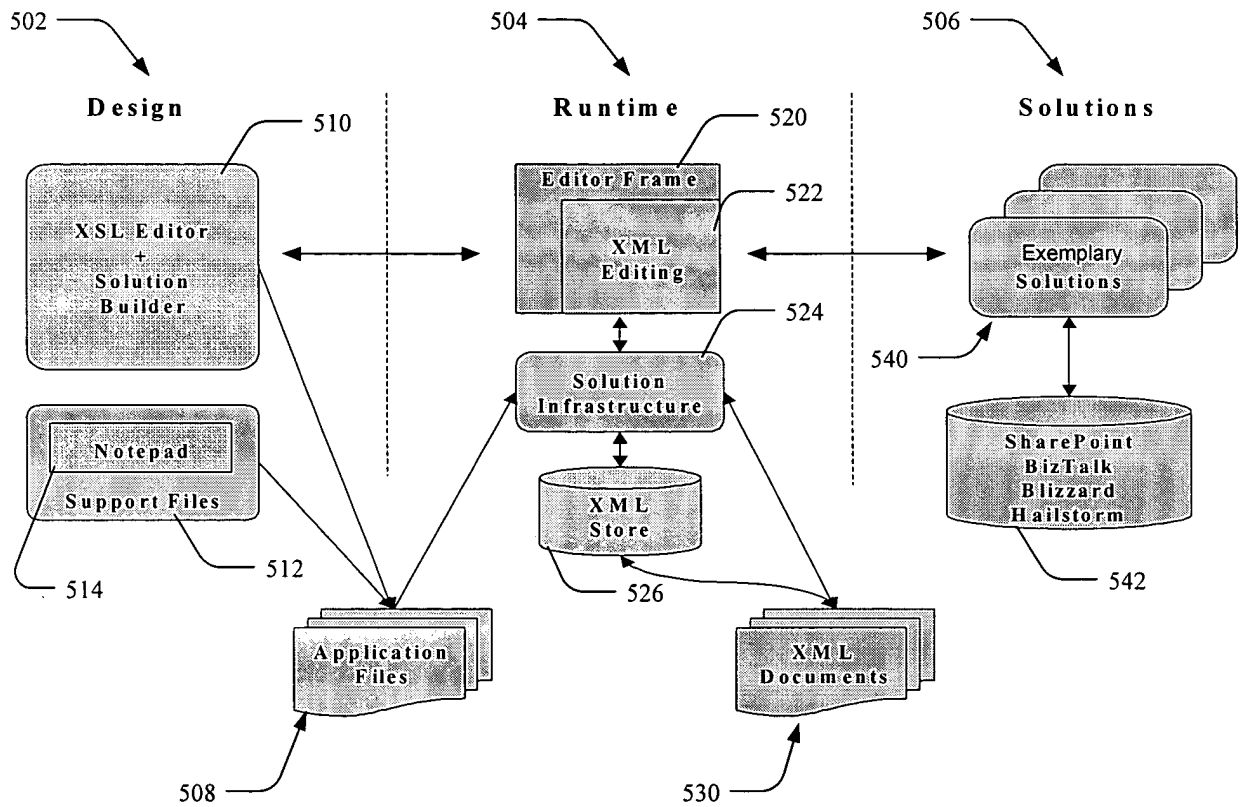 502
504
506
Design
Runtime
Solutions
510
520
Editor Frame
522
XML
Editing
XSL Editor
+
Solution
Builder
Exemplary
Solutions
524
540
Solution
Infrastructure
Notepad
Support Files
SharePoint
BizTalk
Blizzard
Hailstorm
XML
Store
514
512
526
542
Application
Files
XML
Documents
508
530